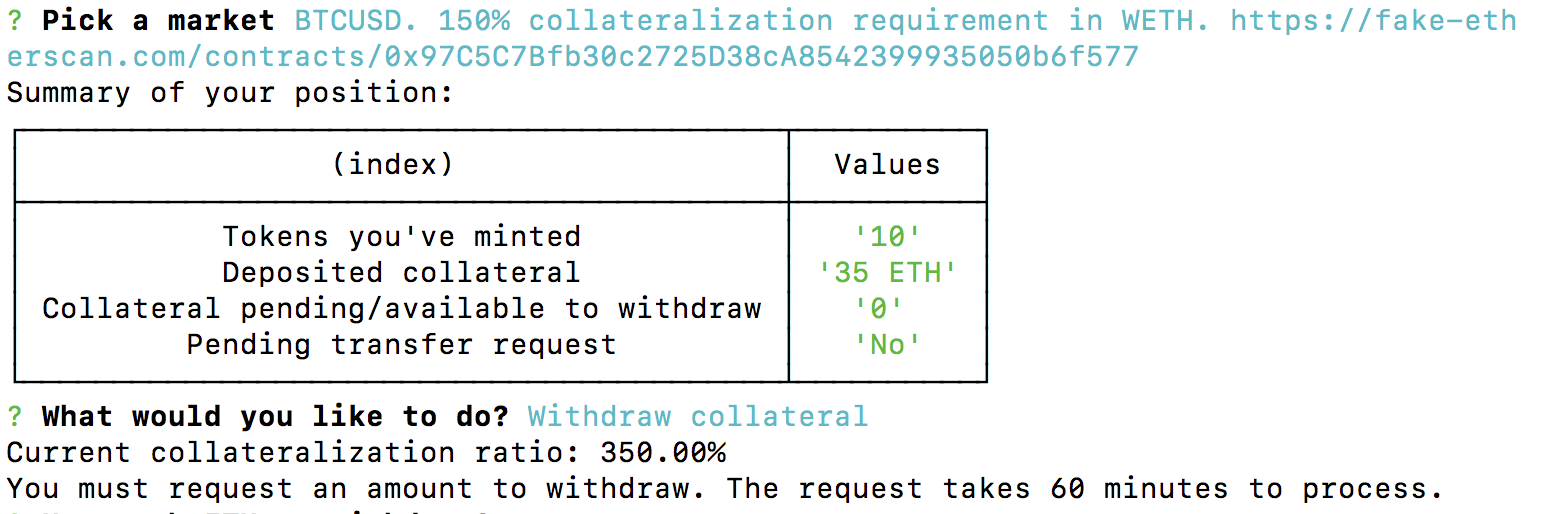 ? Pick a market BTCUSD. 150% collateralization requirement in WETH. https://fake-eth
erscan.com/contracts/0x97C5C7Bfb30c2725D38cA8542399935050b6f577
Summary of your position:
(index) Values
Tokens you've minted '10'
Deposited collateral '35 ETH'
Collateral pending/available to withdraw '0'
Pending transfer request 'No'
? What would you like to do? Withdraw collateral
Current collateralization ratio: 350.00%
You must request an amount to withdraw. The request takes 60 minutes to process.